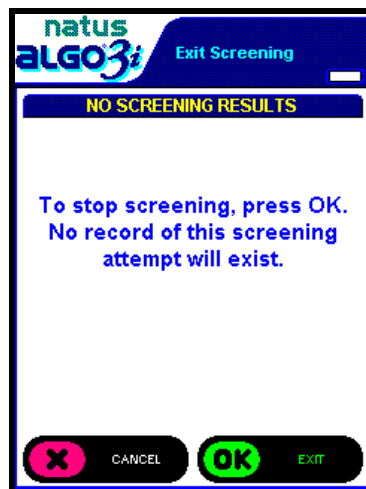 natus
ALGO3i
Exit Screening
NO SCREENING RESULTS
To stop screening, press OK.
No record of this screening
attempt will exist.
X CANCEL OK EXIT